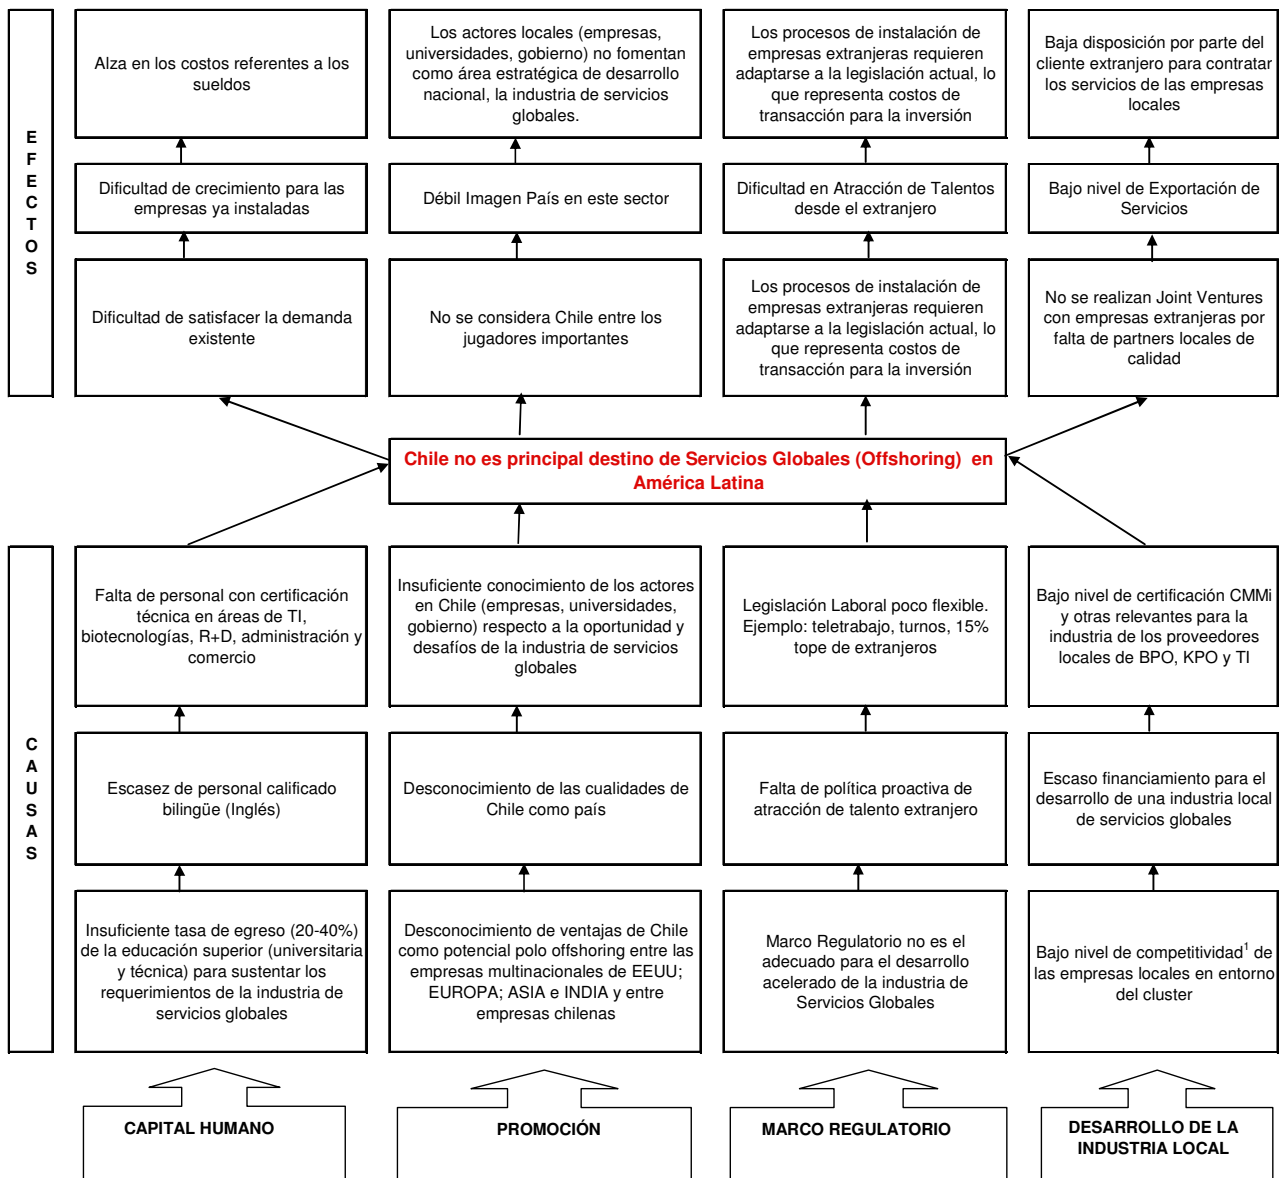 E
F
E
C
T
O
S
Alza en los costos referentes a los
sueldos
Los actores locales (empresas,
universidades, gobierno) no fomentan
como área estratégica de desarrollo
nacional, la industria de servicios
globales.
Los procesos de instalación de
empresas extranjeras requieren
adaptarse a la legislación actual, lo
que representa costos de
transacción para la inversión
Baja disposición por parte del
cliente extranjero para contratar
los servicios de las empresas
locales
Dificultad de crecimiento para las
empresas ya instaladas
Débil Imagen País en este sector
Dificultad en Atracción de Talentos
desde el extranjero
Bajo nivel de Exportación de
Servicios
Dificultad de satisfacer la demanda
existente
No se considera Chile entre los
jugadores importantes
Los procesos de instalación de
empresas extranjeras requieren
adaptarse a la legislación actual, lo
que representa costos de
transacción para la inversión
No se realizan Joint Ventures
con empresas extranjeras por
falta de partners locales de
calidad
Chile no es principal destino de Servicios Globales (Offshoring) en
América Latina
C
A
U
S
A
S
Falta de personal con certificación
técnica en áreas de TI,
biotecnologías, R+D, administración y
comercio
Insuficiente conocimiento de los actores
en Chile (empresas, universidades,
gobierno) respecto a la oportunidad y
desafíos de la industria de servicios
globales
Legislación Laboral poco flexible.
Ejemplo: teletrabajo, turnos, 15%
tope de extranjeros
Bajo nivel de certificación CMMi
y otras relevantes para la
industria de los proveedores
locales de BPO, KPO y TI
Escasez de personal calificado
bilingüe (Inglés)
Desconocimiento de las cualidades de
Chile como país
Falta de política proactiva de
atracción de talento extranjero
Escaso financiamiento para el
desarrollo de una industria local
de servicios globales
Insuficiente tasa de egreso (20-40%)
de la educación superior (universitaria
y técnica) para sustentar los
requerimientos de la industria de
servicios globales
Desconocimiento de ventajas de Chile
como potencial polo offshoring entre las
empresas multinacionales de EEUU;
EUROPA; ASIA e INDIA y entre
empresas chilenas
Marco Regulatorio no es el
adecuado para el desarrollo
acelerado de la industria de
Servicios Globales
Bajo nivel de competitividad¹ de
las empresas locales en entorno
del cluster
CAPITAL HUMANO
PROMOCIÓN
MARCO REGULATORIO
DESARROLLO DE LA
INDUSTRIA LOCAL